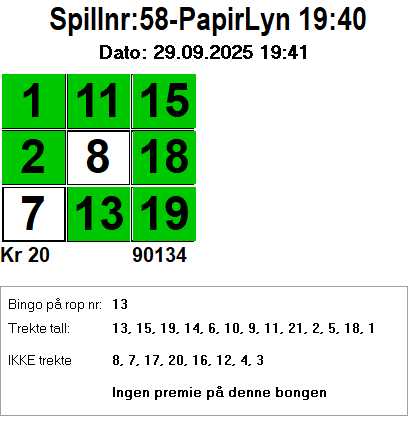 Spillnr:58-PapirLyn 19:40
Dato: 29.09.2025 19:41
1 11 15
2 8 18
7 13 19
Kr 20 90134
Bingo på rop nr: 13
Trekte tall: 13, 15, 19, 14, 6, 10, 9, 11, 21, 2, 5, 18, 1
IKKE trekte 8, 7, 17, 20, 16, 12, 4, 3
Ingen premie på denne bongen